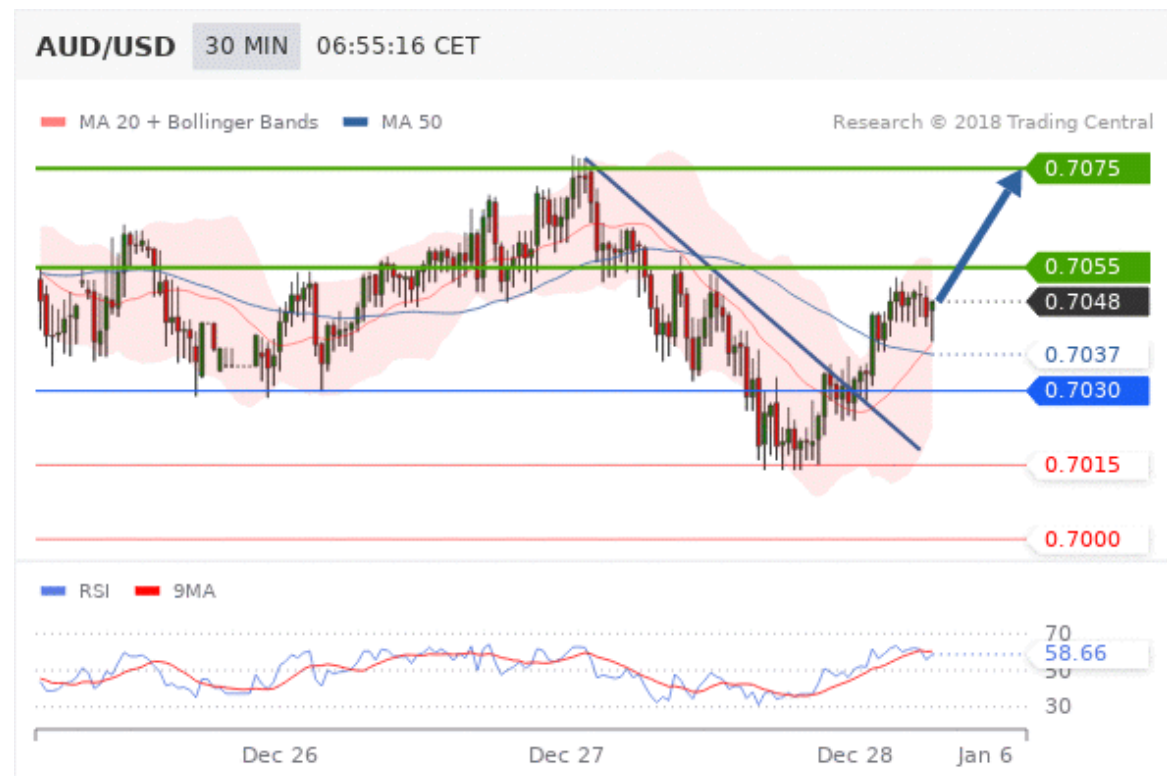 AUD/USD 30 MIN 06:55:16 CET
MA 20 + Bollinger Bands MA 50 Research © 2018 Trading Central
0.7075
0.7055
0.7048
0.7037
0.7030
0.7015
0.7000
RSI 9MA
70
58.66
50
30
Dec 26 Dec 27 Dec 28 Jan 6